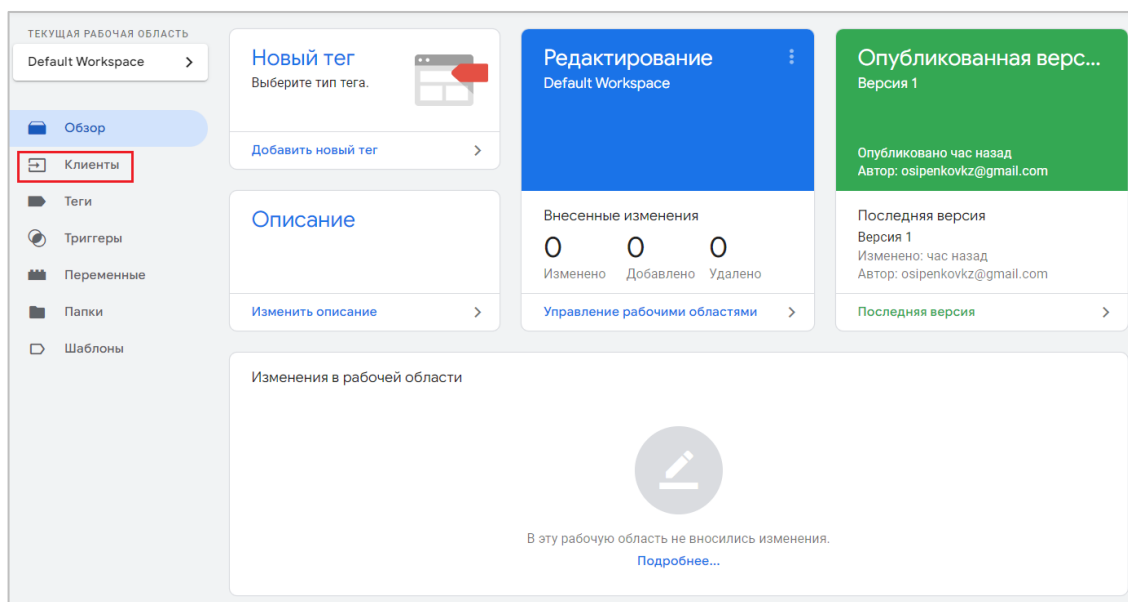 ТЕКУЩАЯ РАБОЧАЯ ОБЛАСТЬ
Default Workspace
Обзор
Клиенты
Теги
Триггеры
Переменные
Папки
Шаблоны
Новый тег
Выберите тип тега.
Добавить новый тег
Описание
Изменить описание
Редактирование
Default Workspace
Внесенные изменения
0 0 0
Изменено Добавлено Удалено
Управление рабочими областями
Опубликованная верс...
Версия 1
Опубликовано час назад
Автор: osipenkovkz@gmail.com
Последняя версия
Версия 1
Изменено: час назад
Автор: osipenkovkz@gmail.com
Последняя версия
Изменения в рабочей области
В эту рабочую область не вносились изменения.
Подробнее...